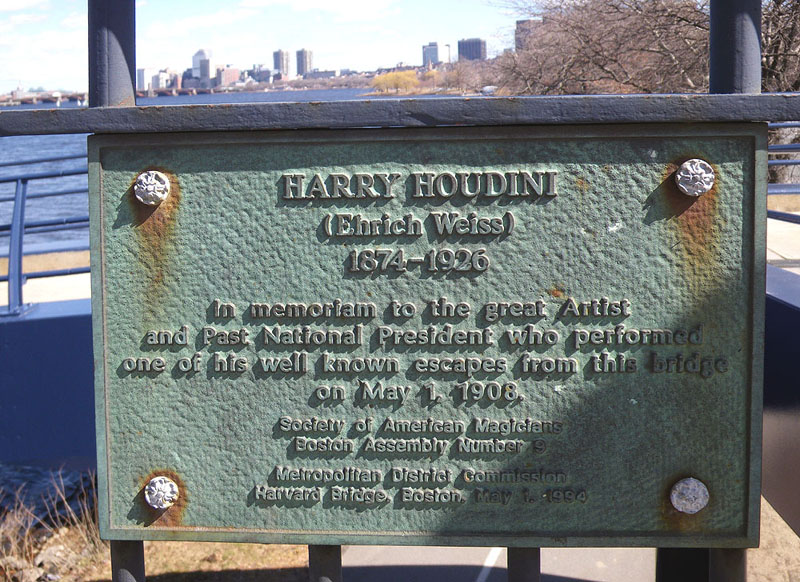 HARRY HOUDINI
(Ehrich Weiss)
1874-1926
In memoriam to the great Artist
and Past National President who performed
one of his well known escapes from this bridge
on May 1, 1908.
Society of American Magicians
Boston Assembly Number 9
Metropolitan District Commission
Harvard Bridge, Boston, May 1, 1994